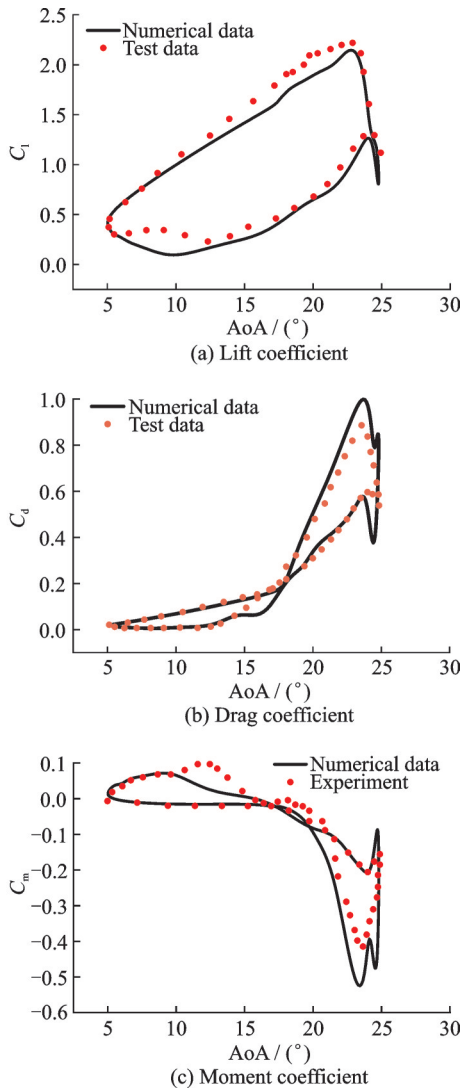 Numerical data
Test data
2.5
2.0
1.5
1.0
0.5
0.0
C₁
5 10 15 20 25 30
AoA / (°)
(a) Lift coefficient
Numerical data
Test data
1.0
0.8
0.6
0.4
0.2
0.0
C_d
5 10 15 20 25 30
AoA / (°)
(b) Drag coefficient
Numerical data
Experiment
0.1
0.0
−0.1
−0.2
−0.3
−0.4
−0.5
−0.6
C_m
5 10 15 20 25 30
AoA / (°)
(c) Moment coefficient